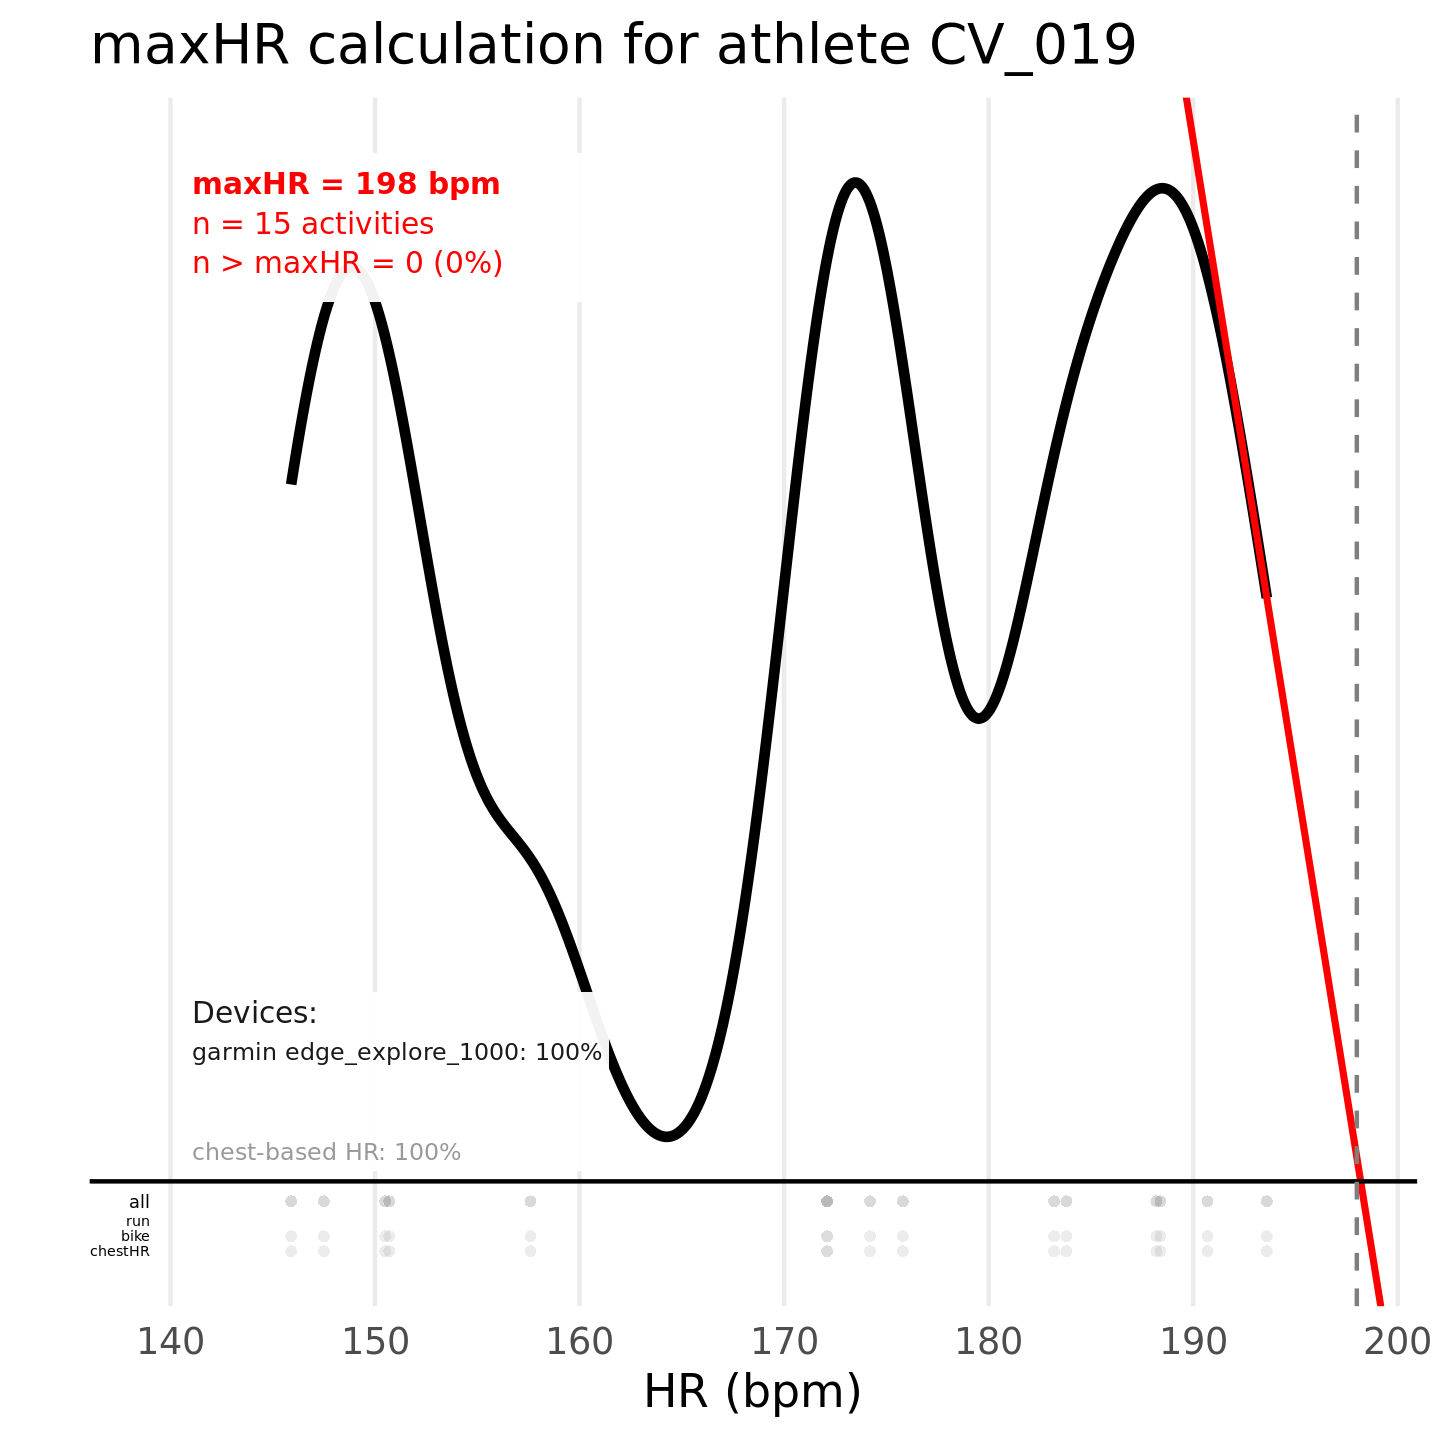 maxHR calculation for athlete CV_019
maxHR = 198 bpm
n = 15 activities
n > maxHR = 0 (0%)
Devices:
garmin edge_explore_1000: 100%
chest-based HR: 100%
all
run
bike
chestHR
140 150 160 170 180 190 200
HR (bpm)